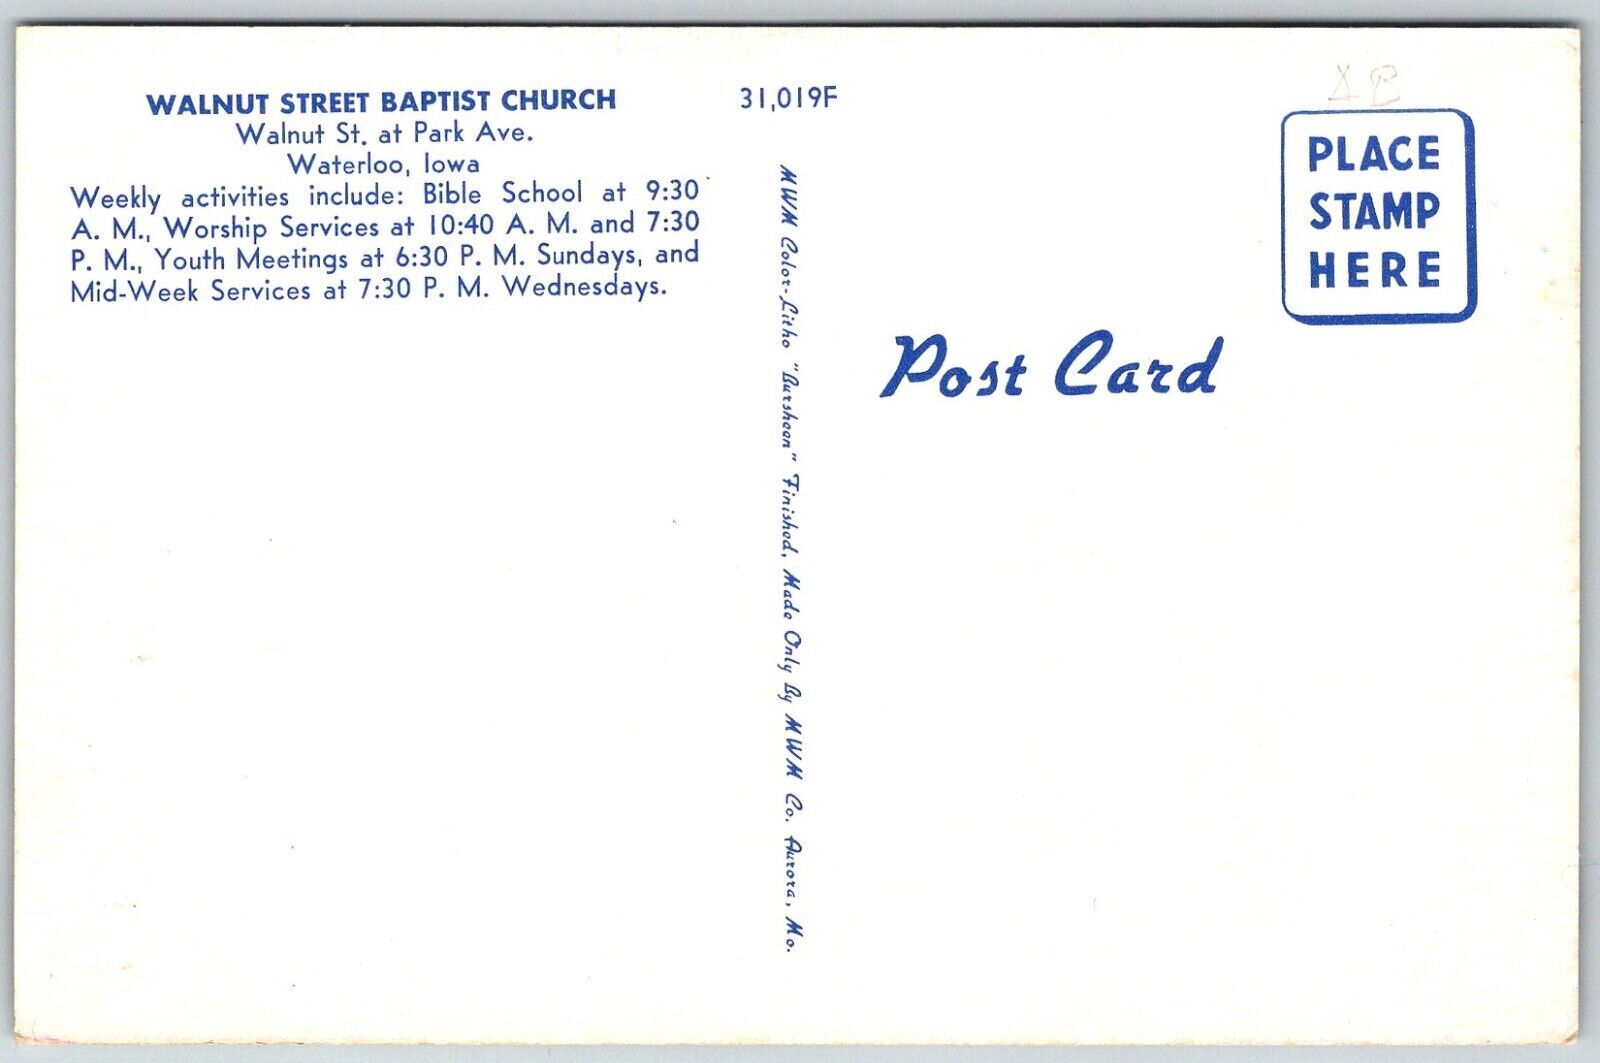 WALNUT STREET BAPTIST CHURCH
Walnut St. at Park Ave.
Waterloo, Iowa
Weekly activities include: Bible School at 9:30
A. M., Worship Services at 10:40 A. M. and 7:30
P. M., Youth Meetings at 6:30 P. M. Sundays, and
Mid-Week Services at 7:30 P. M. Wednesdays.
31,019F
MWM Color-Litho "Bursheen" Finished, Made Only By MWM Co. Aurora, Mo.
PLACE
STAMP
HERE
Post Card